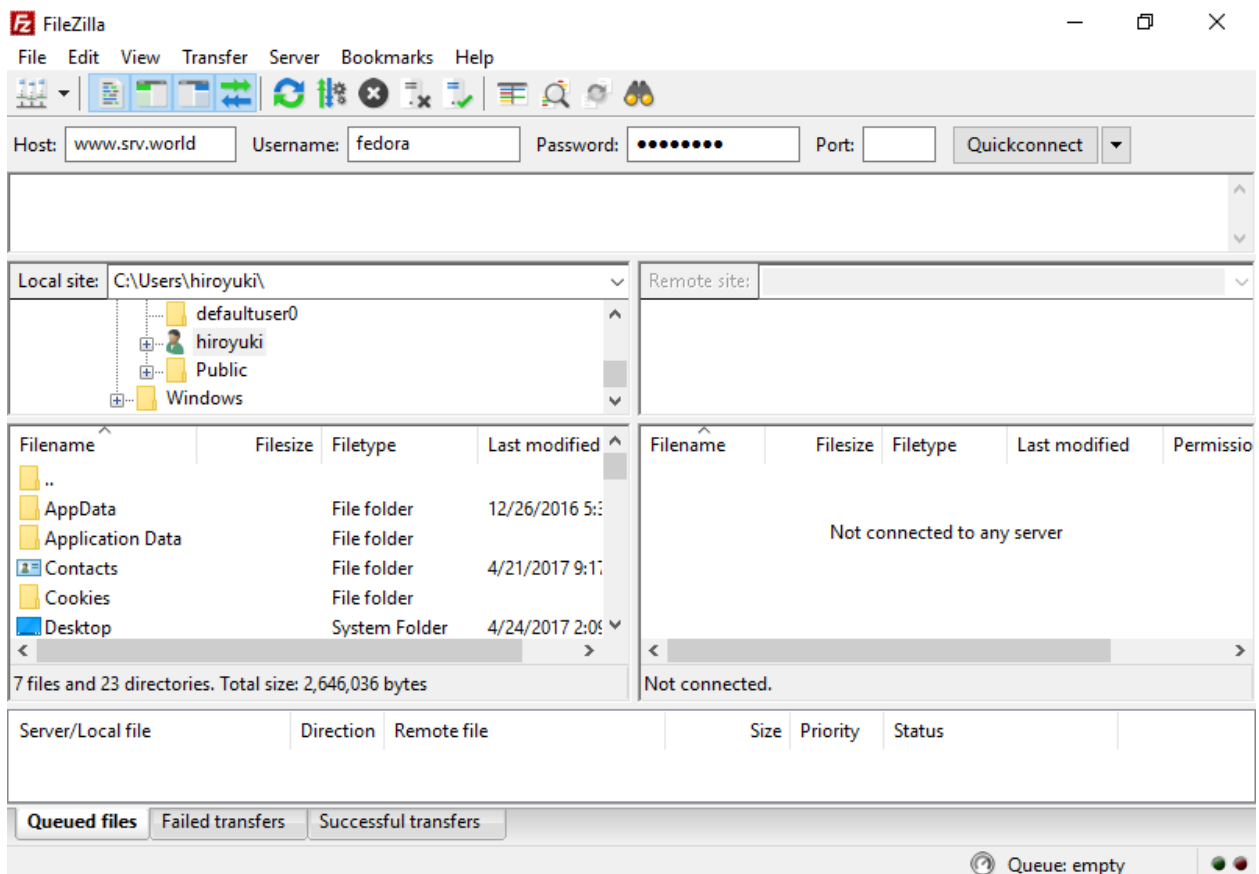 FileZilla
File Edit View Transfer Server Bookmarks Help
Host: www.srv.world Username: fedora Password: ●●●●●●●● Port: Quickconnect
Local site: C:\Users\hiroyuki\ Remote site:
defaultuser0
hiroyuki
Public
Windows
Filename Filesize Filetype Last modified Filename Filesize Filetype Last modified Permissio
..
AppData File folder 12/26/2016 5:3
Application Data File folder
Not connected to any server
Contacts File folder 4/21/2017 9:17
Cookies File folder
Desktop System Folder 4/24/2017 2:09
7 files and 23 directories. Total size: 2,646,036 bytes Not connected.
Server/Local file Direction Remote file Size Priority Status
Queued files Failed transfers Successful transfers
Queue: empty